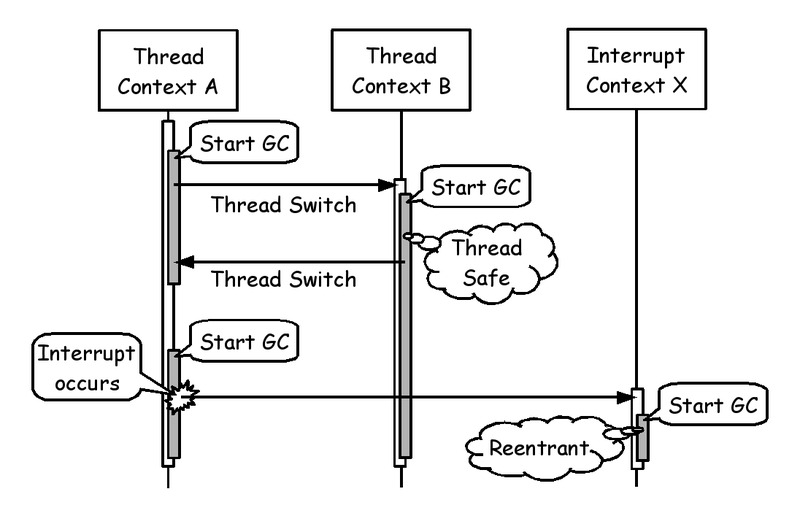 Thread
Context A
Thread
Context B
Interrupt
Context X
Start GC
Start GC
Thread Switch
Thread
Safe
Thread Switch
Start GC
Interrupt
occurs
Start GC
Reentrant